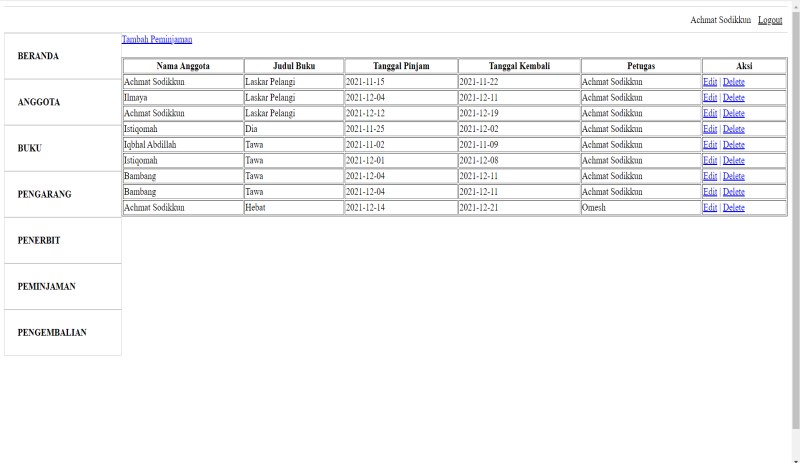 Achmat Sodikkun Logout
BERANDA
ANGGOTA
BUKU
PENGARANG
PENERBIT
PEMINJAMAN
PENGEMBALIAN
Tambah Peminjaman
Nama Anggota Judul Buku Tanggal Pinjam Tanggal Kembali Petugas Aksi
Achmat Sodikkun Laskar Pelangi 2021-11-15 2021-11-22 Achmat Sodikkun Edit | Delete
Ilmaya Laskar Pelangi 2021-12-04 2021-12-11 Achmat Sodikkun Edit | Delete
Achmat Sodikkun Laskar Pelangi 2021-12-12 2021-12-19 Achmat Sodikkun Edit | Delete
Istiqomah Dia 2021-11-25 2021-12-02 Achmat Sodikkun Edit | Delete
Iqbhal Abdillah Tawa 2021-11-02 2021-11-09 Achmat Sodikkun Edit | Delete
Istiqomah Tawa 2021-12-01 2021-12-08 Achmat Sodikkun Edit | Delete
Bambang Tawa 2021-12-04 2021-12-11 Achmat Sodikkun Edit | Delete
Bambang Tawa 2021-12-04 2021-12-11 Achmat Sodikkun Edit | Delete
Achmat Sodikkun Hebat 2021-12-14 2021-12-21 Omesh Edit | Delete